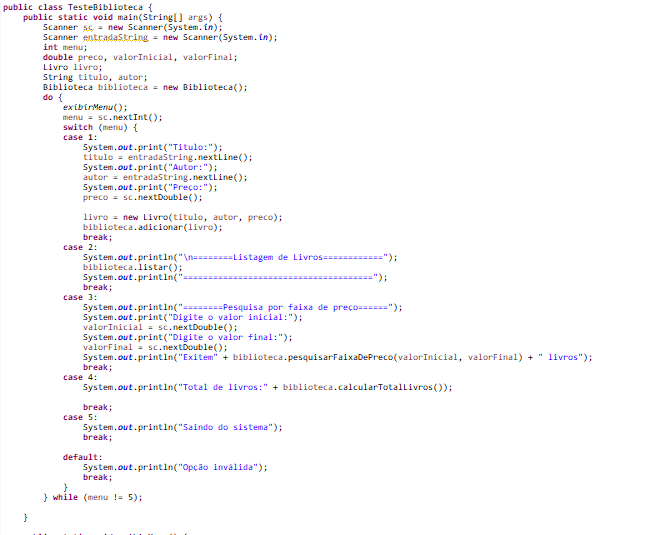 public class TesteBiblioteca {
public static void main(String[] args) {
Scanner sc = new Scanner(System.in);
Scanner entradaString = new Scanner(System.in);
int menu;
double preco, valorInicial, valorFinal;
Livro livro;
String titulo, autor;
Biblioteca biblioteca = new Biblioteca();
do {
exibirMenu();
menu = sc.nextInt();
switch (menu) {
case 1:
System.out.print("Titulo:");
titulo = entradaString.nextLine();
System.out.print("Autor:");
autor = entradaString.nextLine();
System.out.print("Preco:");
preco = sc.nextDouble();
livro = new Livro(titulo, autor, preco);
biblioteca.adicionar(livro);
break;
case 2:
System.out.println("\n========Listagem de Livros============");
biblioteca.listar();
System.out.println("======================================");
break;
case 3:
System.out.println("========Pesquisa por faixa de preço======");
System.out.print("Digite o valor inicial:");
valorInicial = sc.nextDouble();
System.out.print("Digite o valor final:");
valorFinal = sc.nextDouble();
System.out.println("Exitem" + biblioteca.pesquisarFaixaDePreco(valorInicial, valorFinal) + " livros");
break;
case 4:
System.out.println("Total de livros:" + biblioteca.calcularTotalLivros());
break;
case 5:
System.out.println("Saindo do sistema");
break;
default:
System.out.println("Opção inválida");
break;
}
} while (menu != 5);
}